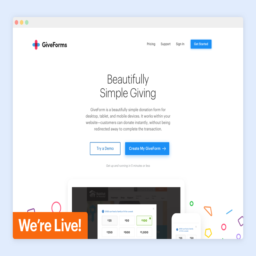 GiveForms
Pricing Support Sign In Get Started
Beautifully
Simple Giving
GiveForm is a beautifully simple donation form for
desktop, tablet, and mobile devices. It works within your
website—customers can donate instantly, without being
redirected away to complete the transaction.
Try a Demo Create My GiveForm
We're Live!